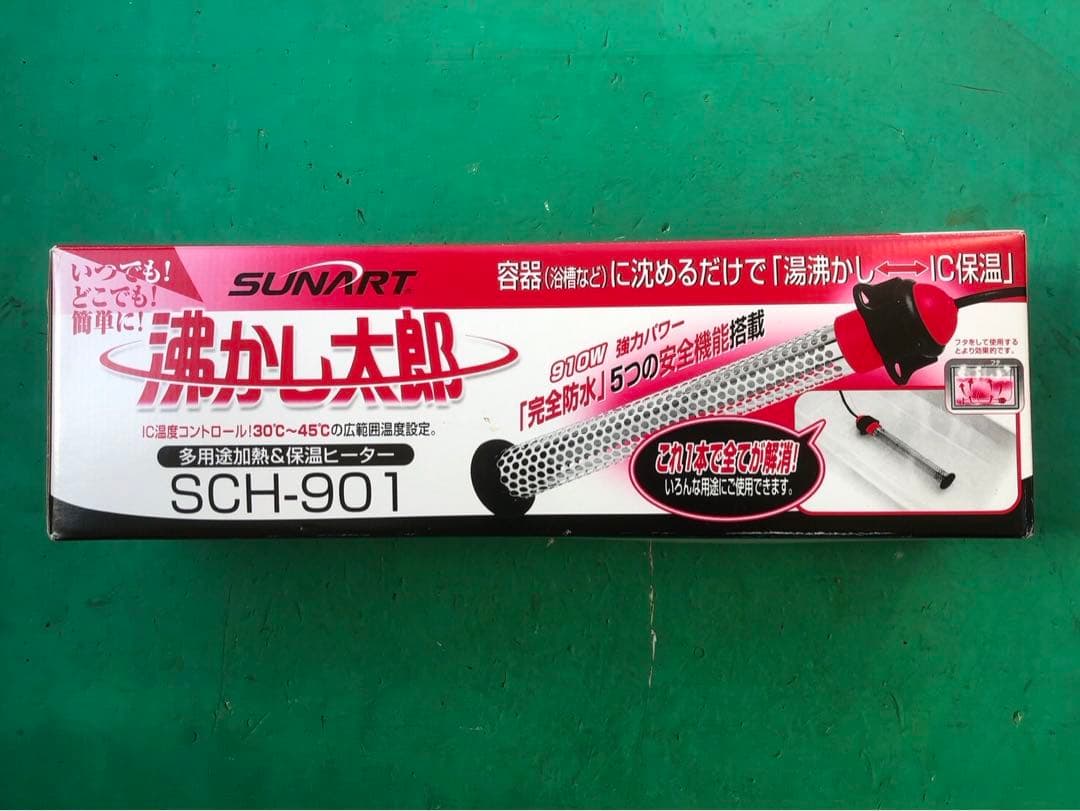 いつでも!
どこでも!
簡単に!
SUNART
容器(浴槽など)に沈めるだけで「湯沸かし⟷IC保温」
沸かし太郎
910W 強力パワー
「完全防水」5つの安全機能搭載
フタをして使用する
とより効果的です。
フタ
IC温度コントロール!30℃〜45℃の広範囲温度設定。
多用途加熱&保温ヒーター
SCH-901
これ1本で全てが解消!
いろんな用途にご使用できます。